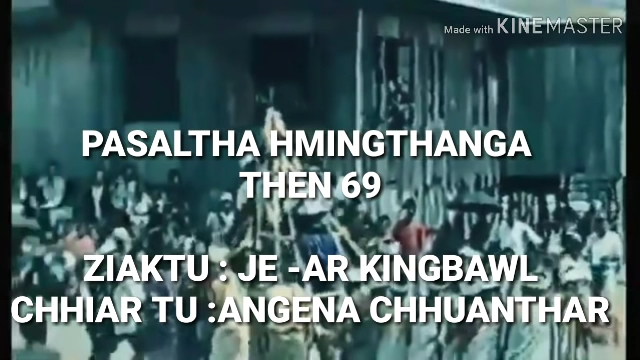 Made with KINEMASTER
PASALTHA HMINGTHANGA
THEN 69
ZIAKTU : JE -AR KINGBAWL
CHHIAR TU :ANGENA CHHUANTHAR